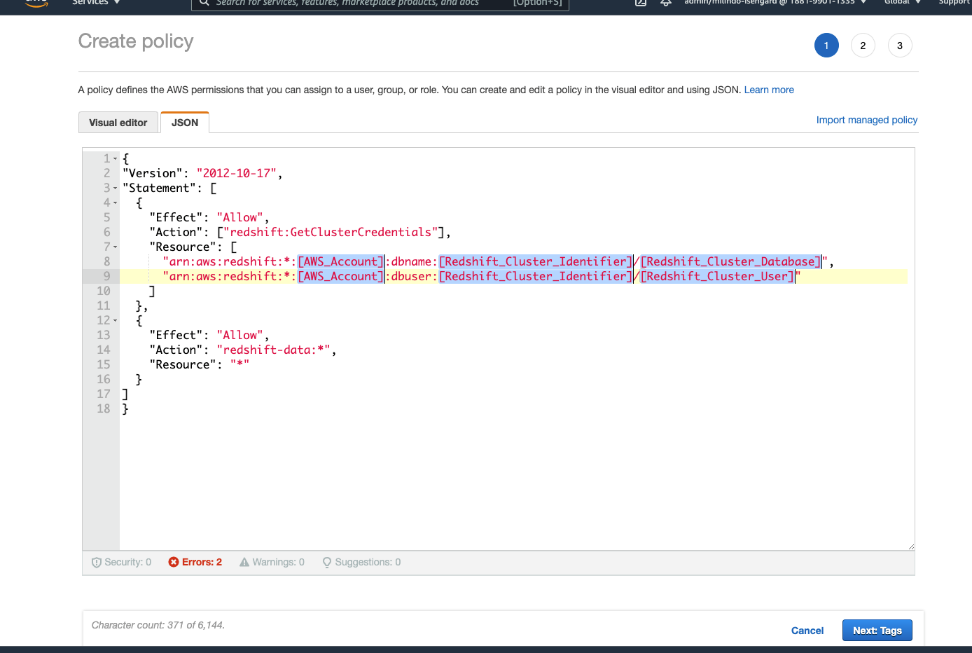 Services
Search for services, features, marketplace products, and docs [Option+S]
Global
Support
Create policy
1 2 3
A policy defines the AWS permissions that you can assign to a user, group, or role. You can create and edit a policy in the visual editor and using JSON. Learn more
Visual editor JSON
Import managed policy
1 {
2 "Version": "2012-10-17",
3 "Statement": [
4 {
5 "Effect": "Allow",
6 "Action": ["redshift:GetClusterCredentials"],
7 "Resource": [
8 "arn:aws:redshift:*:[AWS_Account]:dbname:[Redshift_Cluster_Identifier]/[Redshift_Cluster_Database]",
9 "arn:aws:redshift:*:[AWS_Account]:dbuser:[Redshift_Cluster_Identifier]/[Redshift_Cluster_User]"
10 ]
11 },
12 {
13 "Effect": "Allow",
14 "Action": "redshift-data:*",
15 "Resource": "*"
16 }
17 ]
18 }
Security: 0 Errors: 2 Warnings: 0 Suggestions: 0
Character count: 371 of 6,144.
Cancel Next: Tags